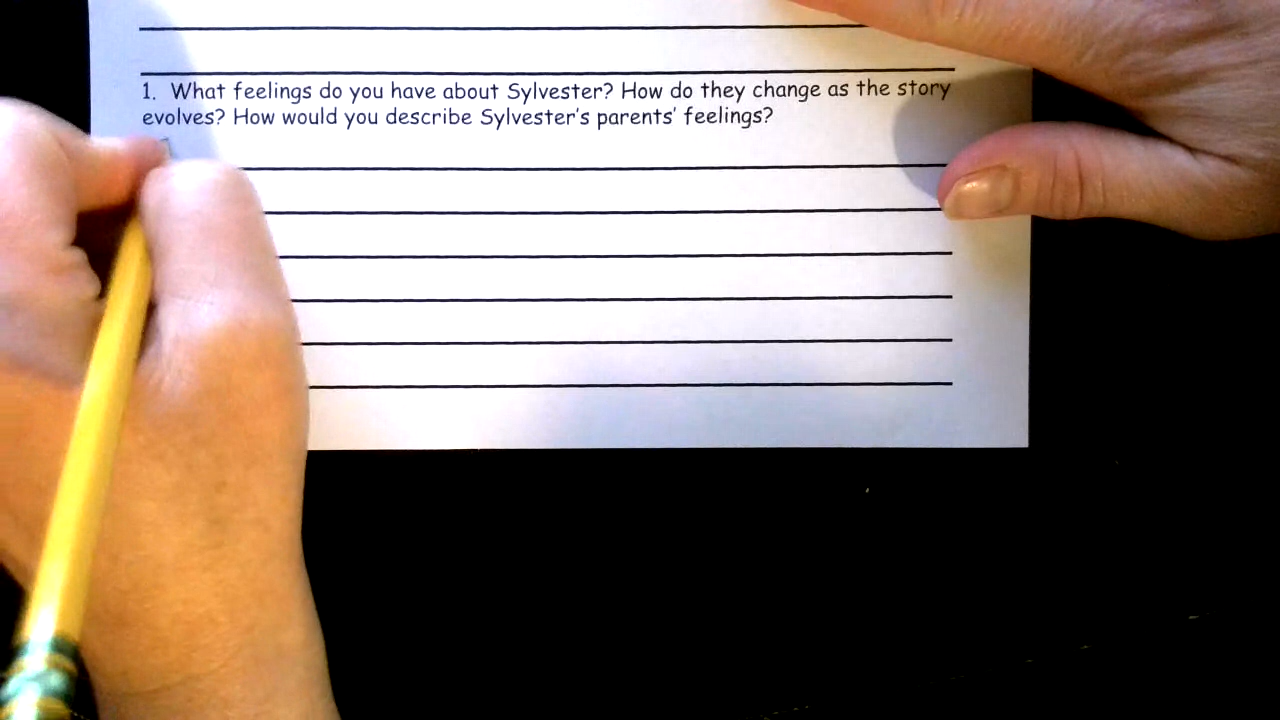 1. What feelings do you have about Sylvester? How do they change as the story
evolves? How would you describe Sylvester's parents' feelings?